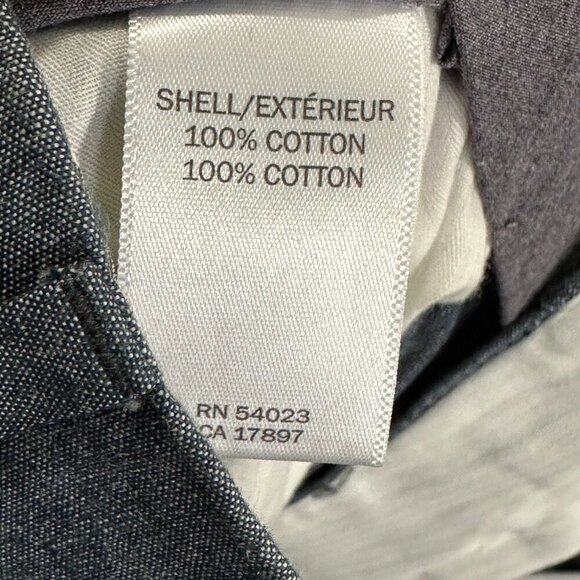 SHELL/EXTÉRIEUR
100% COTTON
100% COTTON
RN 54023
CA 17897